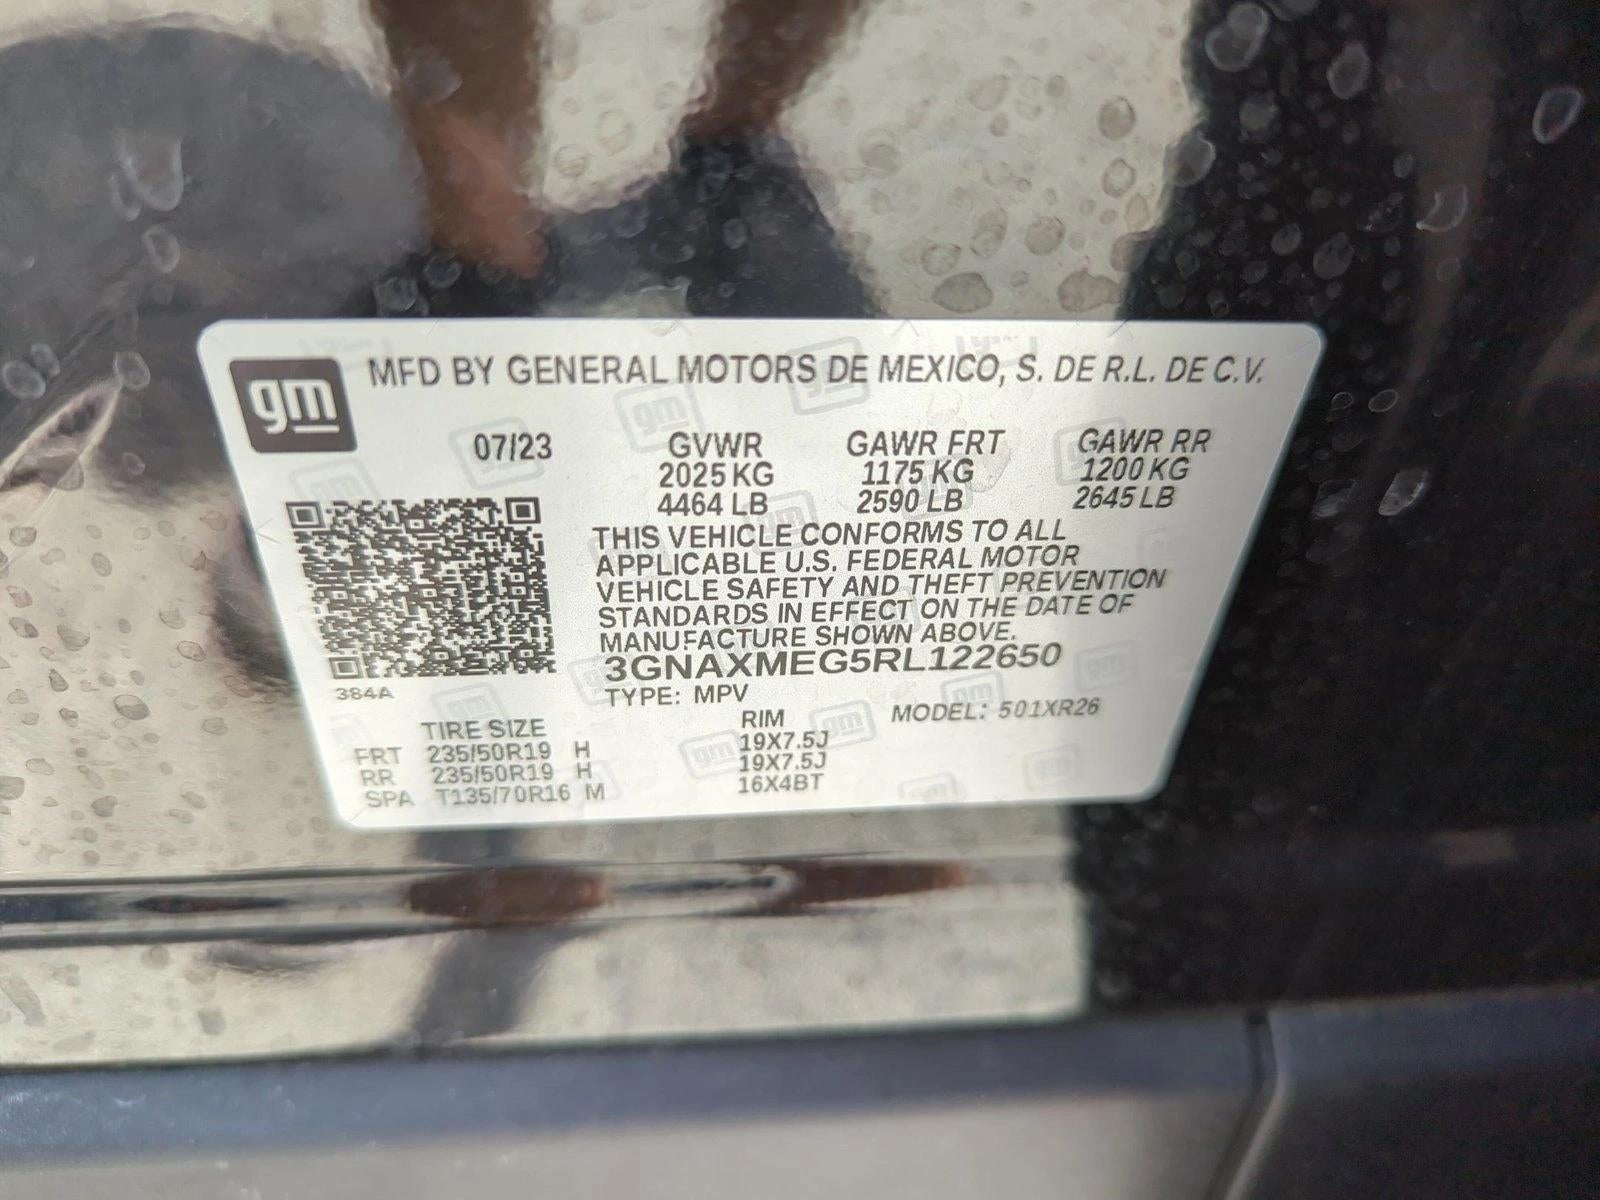 gm MFD BY GENERAL MOTORS DE MEXICO, S. DE R.L. DE C.V.
07/23 GVWR GAWR FRT GAWR RR
2025 KG 1175 KG 1200 KG
4464 LB 2590 LB 2645 LB
THIS VEHICLE CONFORMS TO ALL
APPLICABLE U.S. FEDERAL MOTOR
VEHICLE SAFETY AND THEFT PREVENTION
STANDARDS IN EFFECT ON THE DATE OF
MANUFACTURE SHOWN ABOVE.
3GNAXMEG5RL122650
384A
TYPE: MPV MODEL: 501XR26
TIRE SIZE RIM
FRT 235/50R19 H 19X7.5J
RR 235/50R19 H 19X7.5J
SPA T135/70R16 M 16X4BT